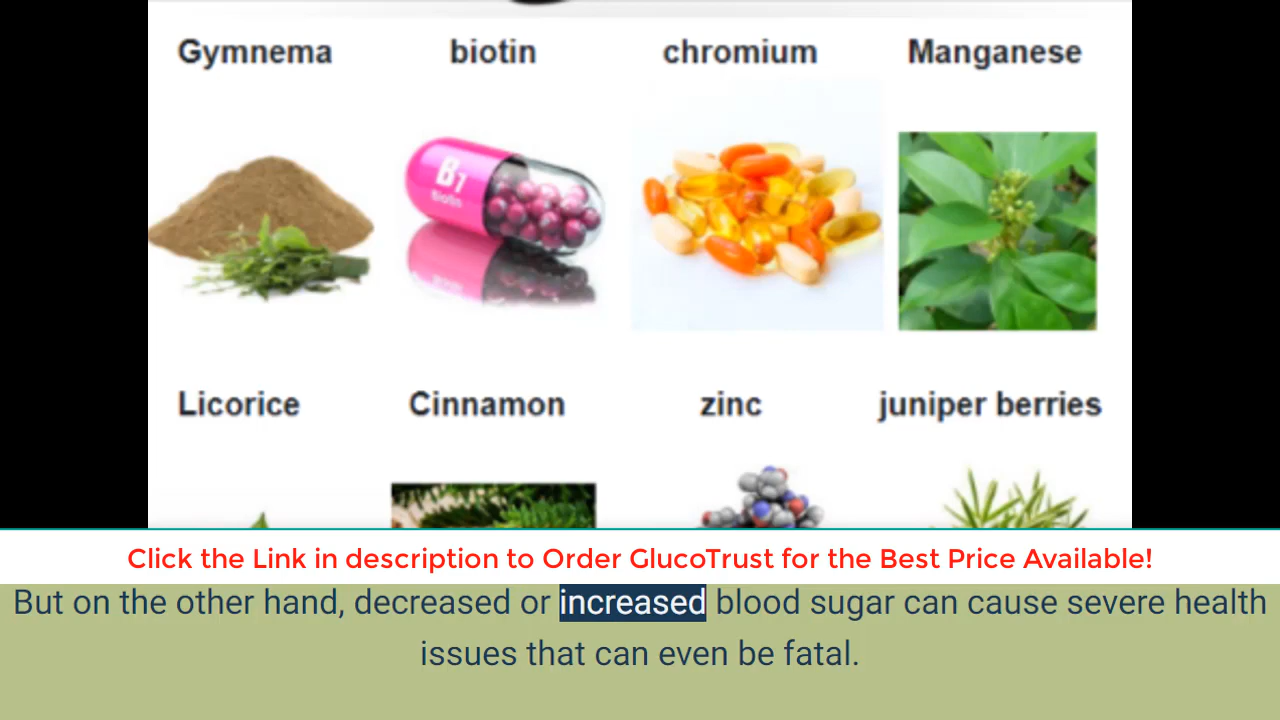 Gymnema biotin chromium Manganese
B7
Biotin
Licorice Cinnamon zinc juniper berries
Click the Link in description to Order GlucoTrust for the Best Price Available!
But on the other hand, decreased or increased blood sugar can cause severe health
issues that can even be fatal.